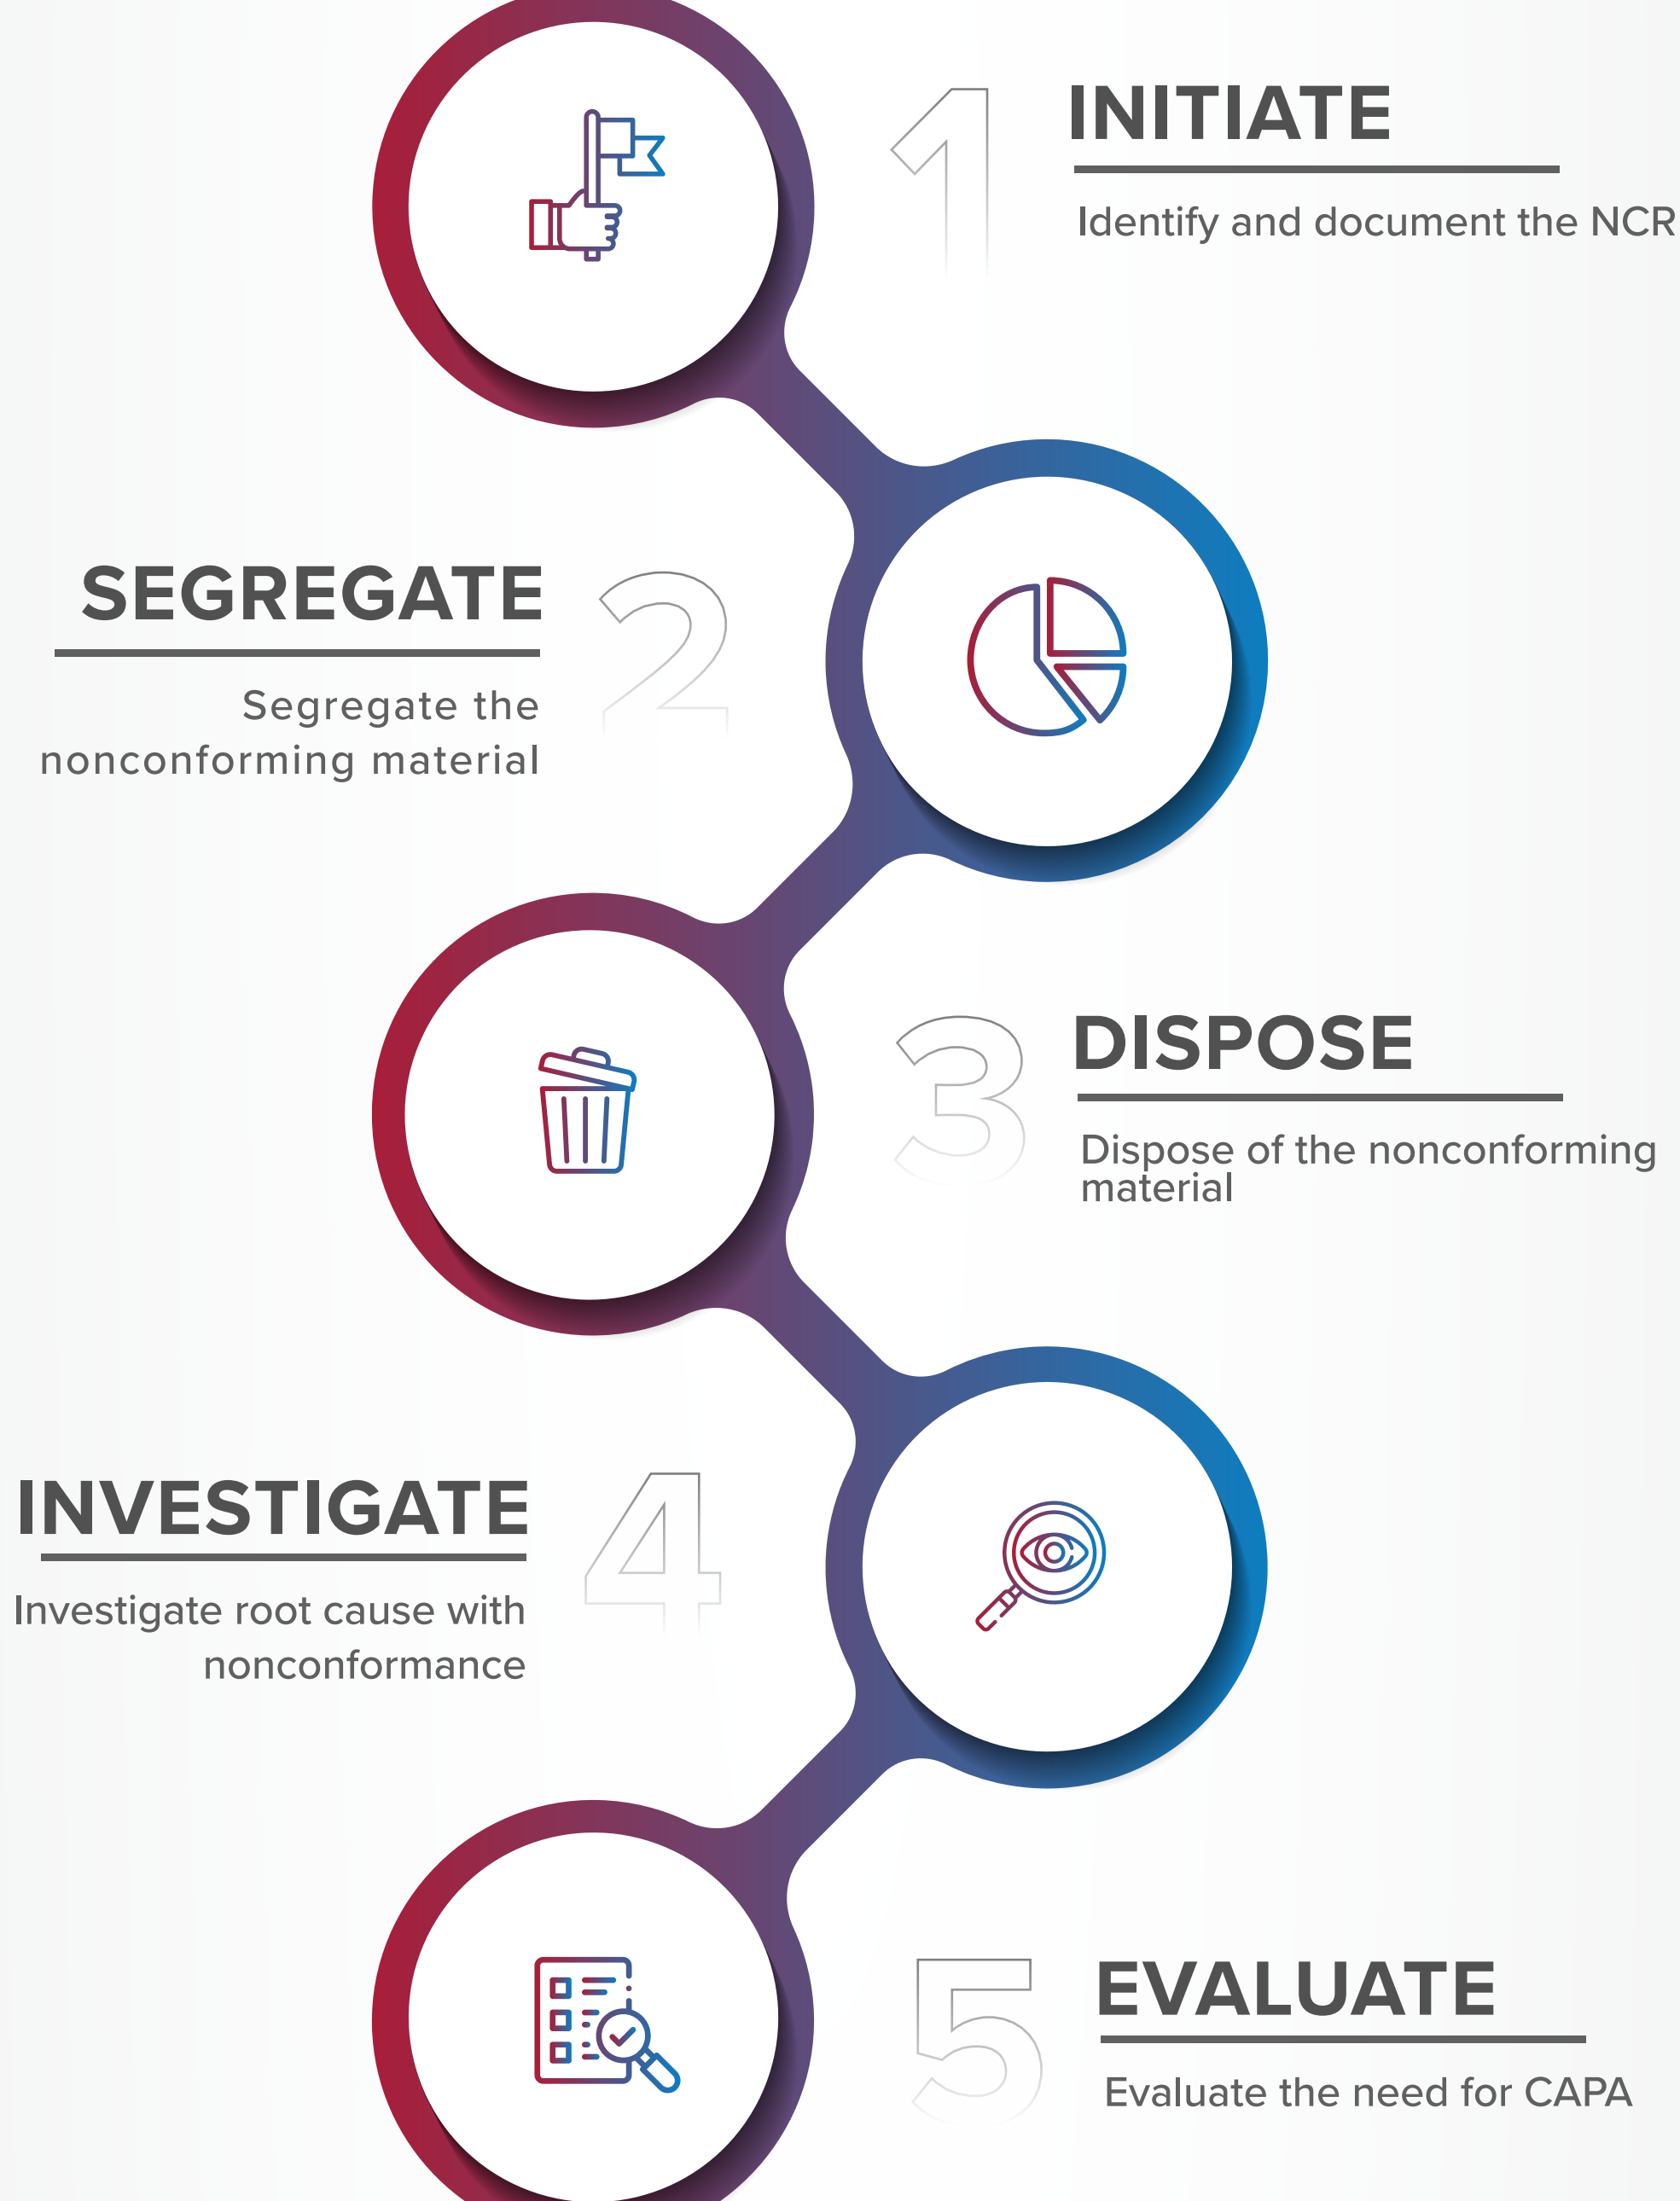 1
INITIATE
Identify and document the NCR
2
SEGREGATE
Segregate the
nonconforming material
3
DISPOSE
Dispose of the nonconforming
material
4
INVESTIGATE
Investigate root cause with
nonconformance
5
EVALUATE
Evaluate the need for CAPA